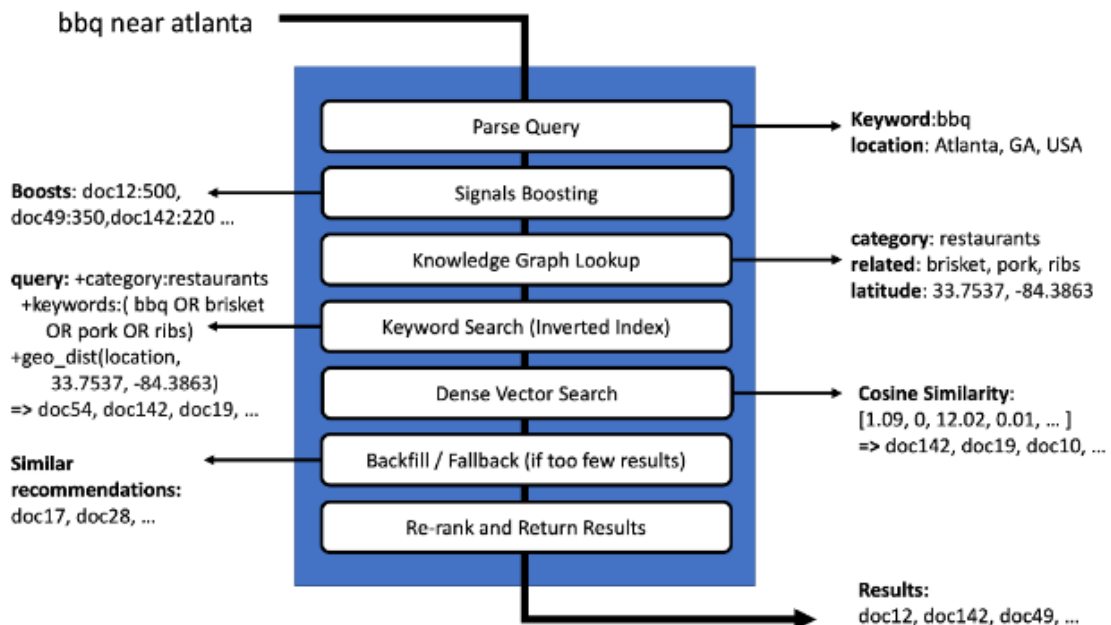 bbq near atlanta
Parse Query
Keyword:bbq
location: Atlanta, GA, USA
Signals Boosting
Boosts: doc12:500,
doc49:350,doc142:220 ...
Knowledge Graph Lookup
category: restaurants
related: brisket, pork, ribs
latitude: 33.7537, -84.3863
Keyword Search (Inverted Index)
query: +category:restaurants
+keywords:( bbq OR brisket
OR pork OR ribs)
+geo_dist(location,
33.7537, -84.3863)
=> doc54, doc142, doc19, ...
Dense Vector Search
Cosine Similarity:
[1.09, 0, 12.02, 0.01, ... ]
=> doc142, doc19, doc10, ...
Backfill / Fallback (if too few results)
Similar
recommendations:
doc17, doc28, ...
Re-rank and Return Results
Results:
doc12, doc142, doc49, ...